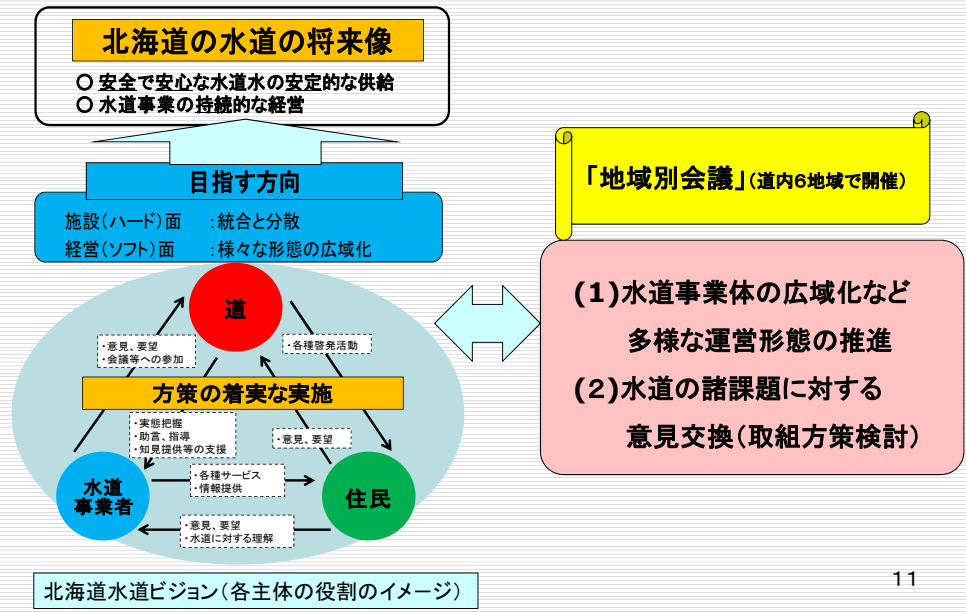 北海道の水道の将来像
○ 安全で安心な水道水の安定的な供給
○ 水道事業の持続的な経営
目指す方向
施設(ハード)面　：統合と分散
経営(ソフト)面　：様々な形態の広域化
道
・意見、要望
・会議等への参加
・各種啓発活動
方策の着実な実施
・実態把握
・助言、指導
・知見提供等の支援
・意見、要望
水道
事業者
・各種サービス
・情報提供
住民
・意見、要望
・水道に対する理解
北海道水道ビジョン(各主体の役割のイメージ)
「地域別会議」(道内6地域で開催)
(1)水道事業体の広域化など
多様な運営形態の推進
(2)水道の諸課題に対する
意見交換(取組方策検討)
11